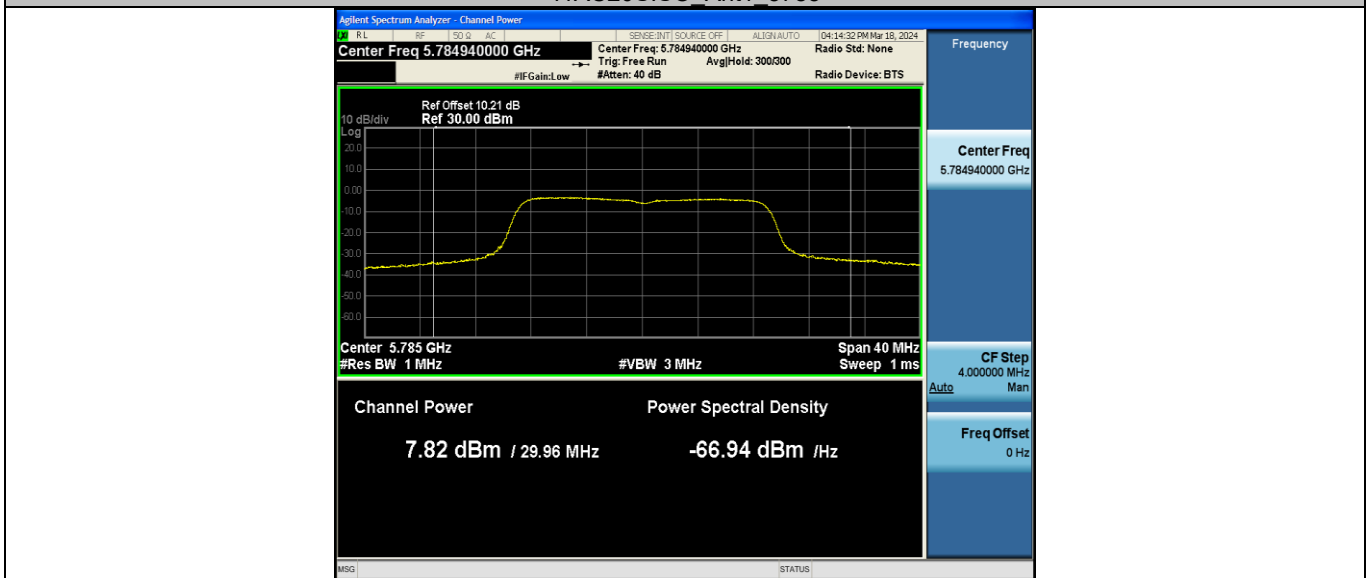 Agilent Spectrum Analyzer - Channel Power
LXI RL RF 50 Ω AC SENSE:INT SOURCE OFF ALIGN AUTO 04:14:32 PM Mar 18, 2024
Center Freq 5.784940000 GHz
Center Freq: 5.784940000 GHz
Radio Std: None
Trig: Free Run Avg|Hold: 300/300
#IFGain:Low #Atten: 40 dB Radio Device: BTS
Ref Offset 10.21 dB
10 dB/div Ref 30.00 dBm
Log
20.0
10.0
0.00
-10.0
-20.0
-30.0
-40.0
-50.0
-60.0
Center 5.785 GHz Span 40 MHz
#Res BW 1 MHz #VBW 3 MHz Sweep 1 ms
Channel Power Power Spectral Density
7.82 dBm / 29.96 MHz -66.94 dBm /Hz
MSG STATUS
Frequency
Center Freq
5.784940000 GHz
CF Step
4.000000 MHz
Auto Man
Freq Offset
0 Hz